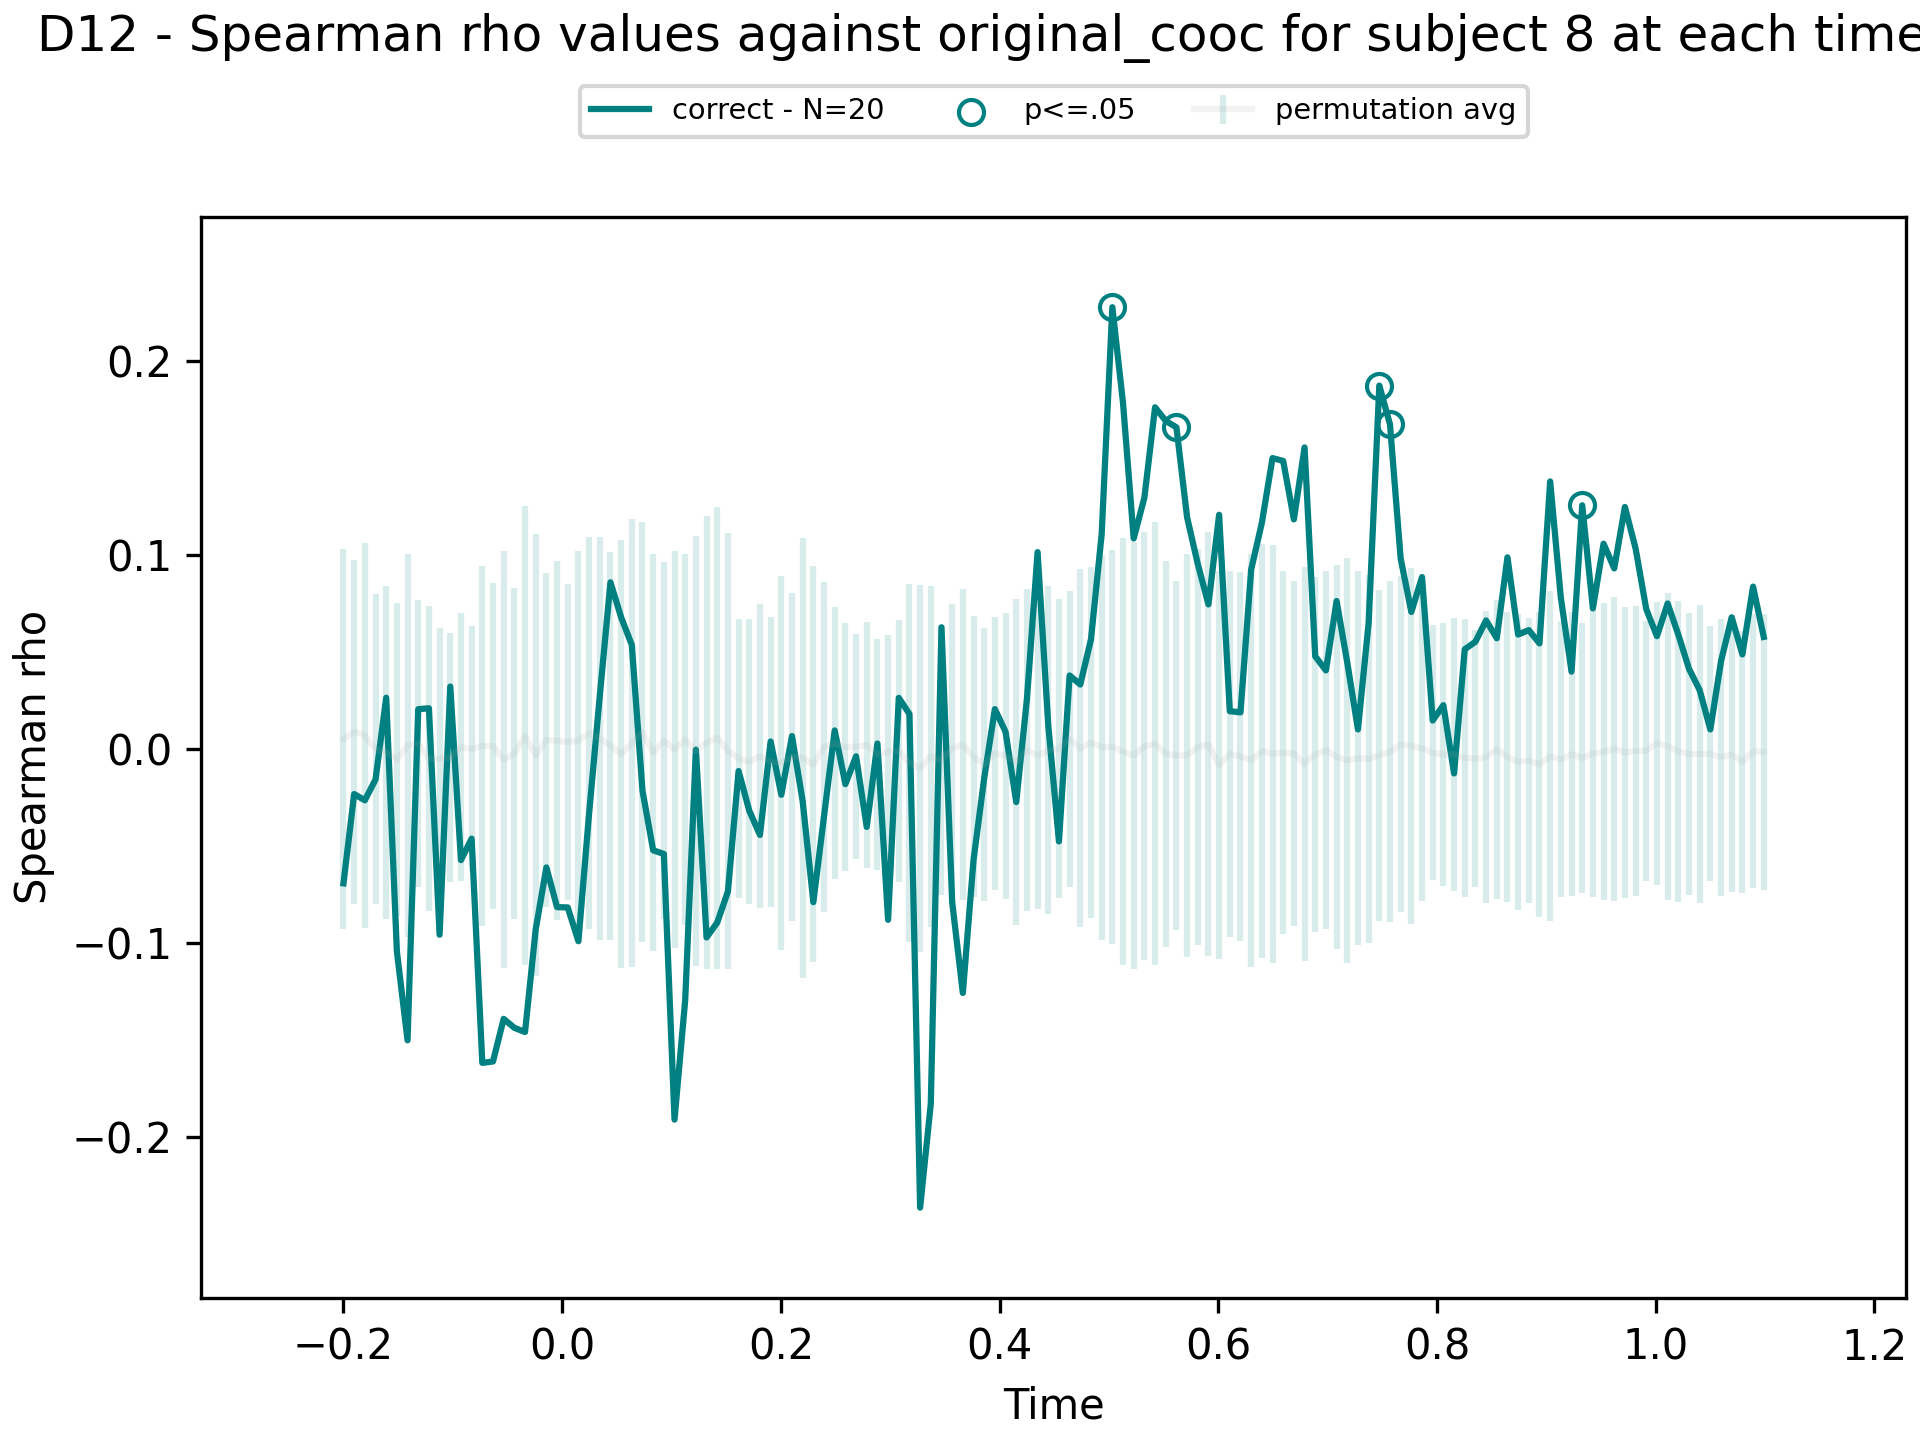 D12 - Spearman rho values against original_cooc for subject 8 at each time
correct - N=20 p<=.05 permutation avg
Spearman rho
0.2
0.1
0.0
−0.1
−0.2
−0.2 0.0 0.2 0.4 0.6 0.8 1.0 1.2
Time